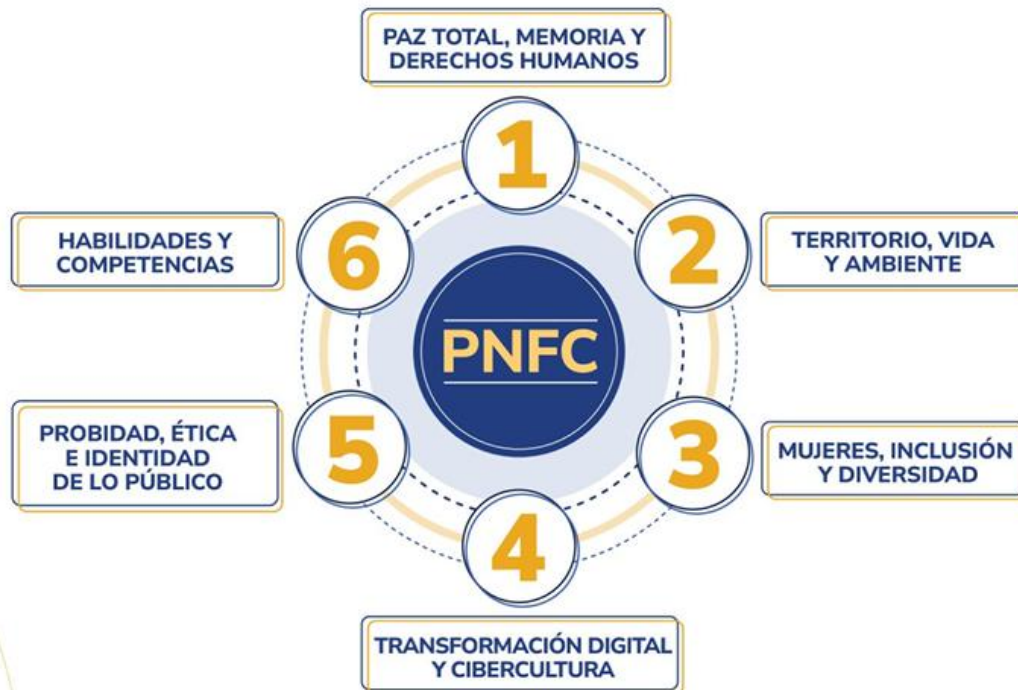 PAZ TOTAL, MEMORIA Y
DERECHOS HUMANOS
1
2
TERRITORIO, VIDA
Y AMBIENTE
3
MUJERES, INCLUSIÓN
Y DIVERSIDAD
4
TRANSFORMACIÓN DIGITAL
Y CIBERCULTURA
5
PROBIDAD, ÉTICA
E IDENTIDAD
DE LO PÚBLICO
6
HABILIDADES Y
COMPETENCIAS
PNFC